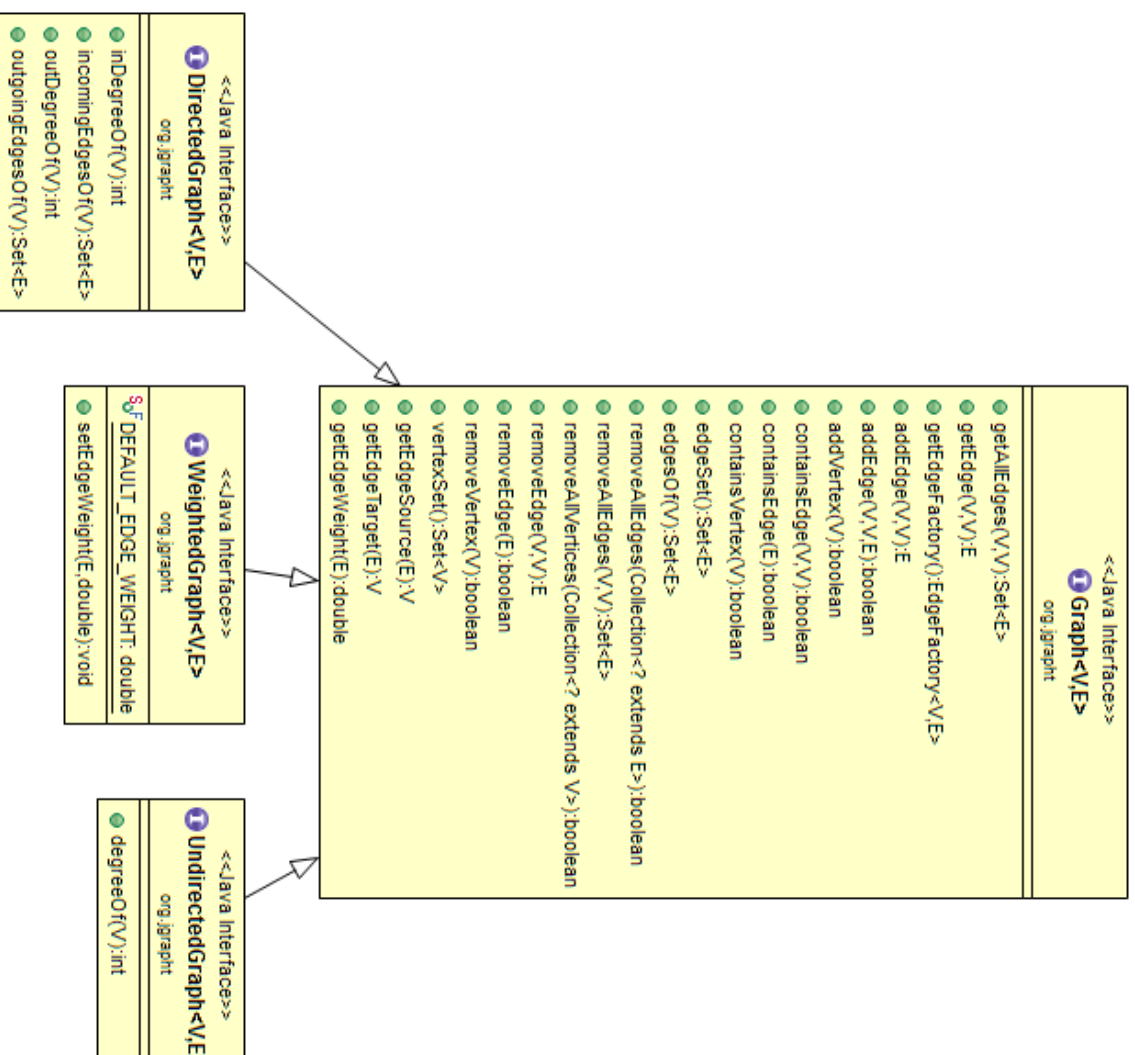 <<Java Interface>>
Graph<V,E>
org.jgrapht
getAllEdges(V,V):Set<E>
getEdge(V,V):E
getEdgeFactory():EdgeFactory<V,E>
addEdge(V,V):E
addEdge(V,V,E):boolean
addVertex(V):boolean
containsEdge(V,V):boolean
containsEdge(E):boolean
containsVertex(V):boolean
edgeSet():Set<E>
edgesOf(V):Set<E>
removeAllEdges(Collection<? extends E>):boolean
removeAllEdges(V,V):Set<E>
removeAllVertices(Collection<? extends V>):boolean
removeEdge(V,V):E
removeEdge(E):boolean
removeVertex(V):boolean
vertexSet():Set<V>
getEdgeSource(E):V
getEdgeTarget(E):V
getEdgeWeight(E):double
<<Java Interface>>
DirectedGraph<V,E>
org.jgrapht
inDegreeOf(V):int
incomingEdgesOf(V):Set<E>
outDegreeOf(V):int
outgoingEdgesOf(V):Set<E>
<<Java Interface>>
WeightedGraph<V,E>
org.jgrapht
DEFAULT_EDGE_WEIGHT: double
setEdgeWeight(E,double):void
<<Java Interface>>
UndirectedGraph<V,E
org.jgrapht
degreeOf(V):int